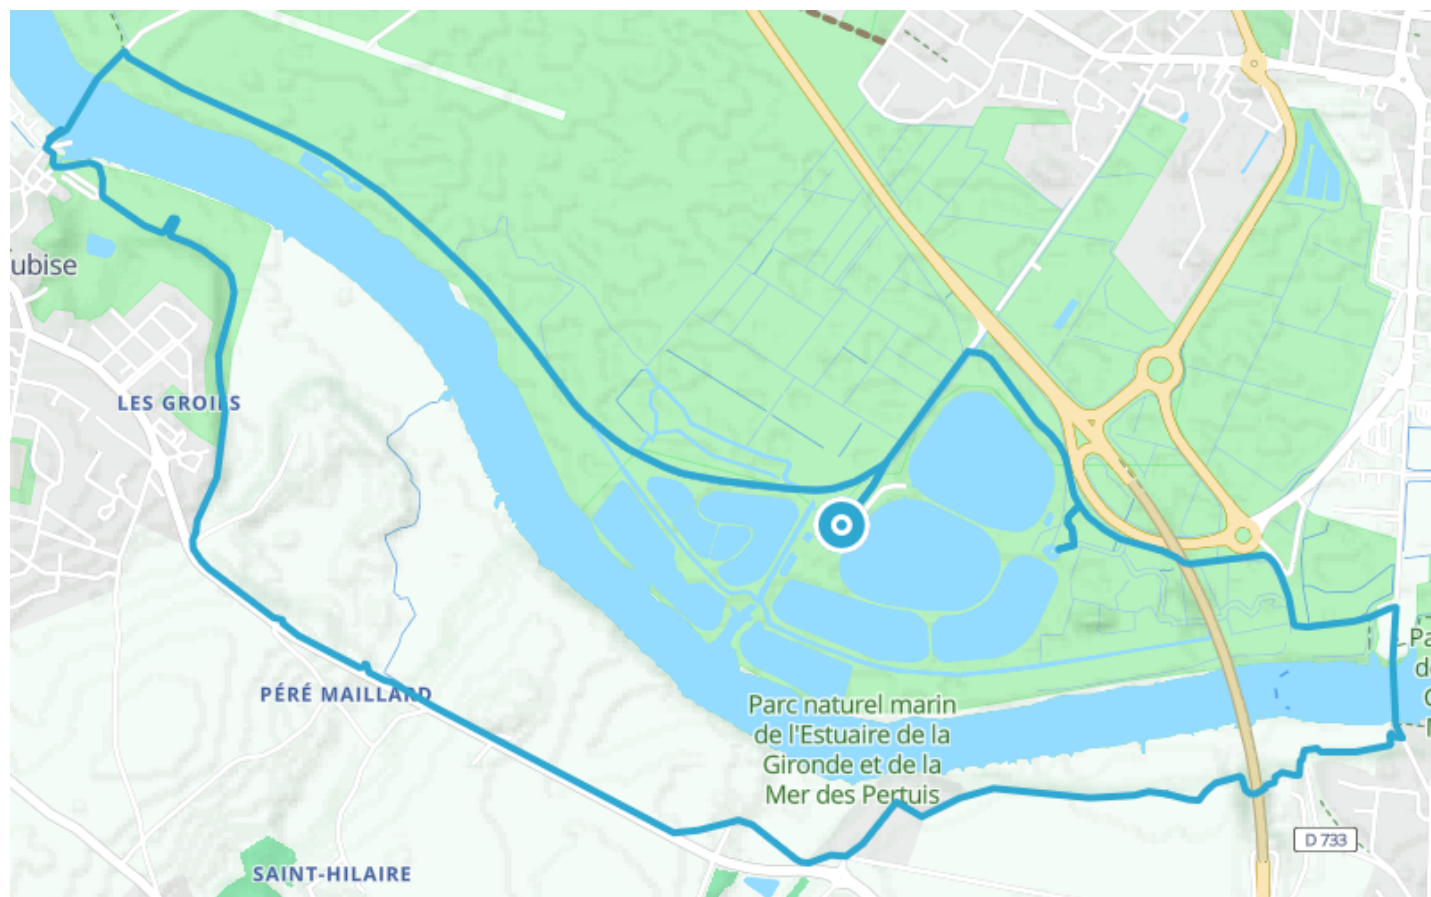 ubise
LES GROIES
PÉRÉ MAILLARD
SAINT-HILAIRE
Parc naturel marin
de l'Estuaire de la
Gironde et de la
Mer des Pertuis
D 733
Pa
d